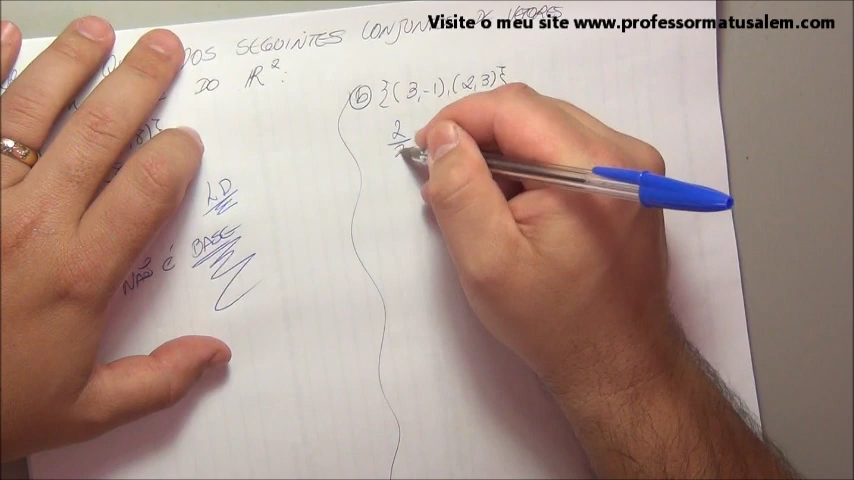 Visite o meu site www.professormatusalem.com
DOS SEGUINTES CONJUN DE VETORES
DO IR²:
b {(3,-1),(2,3)}
2
LD
NÃO É BASE